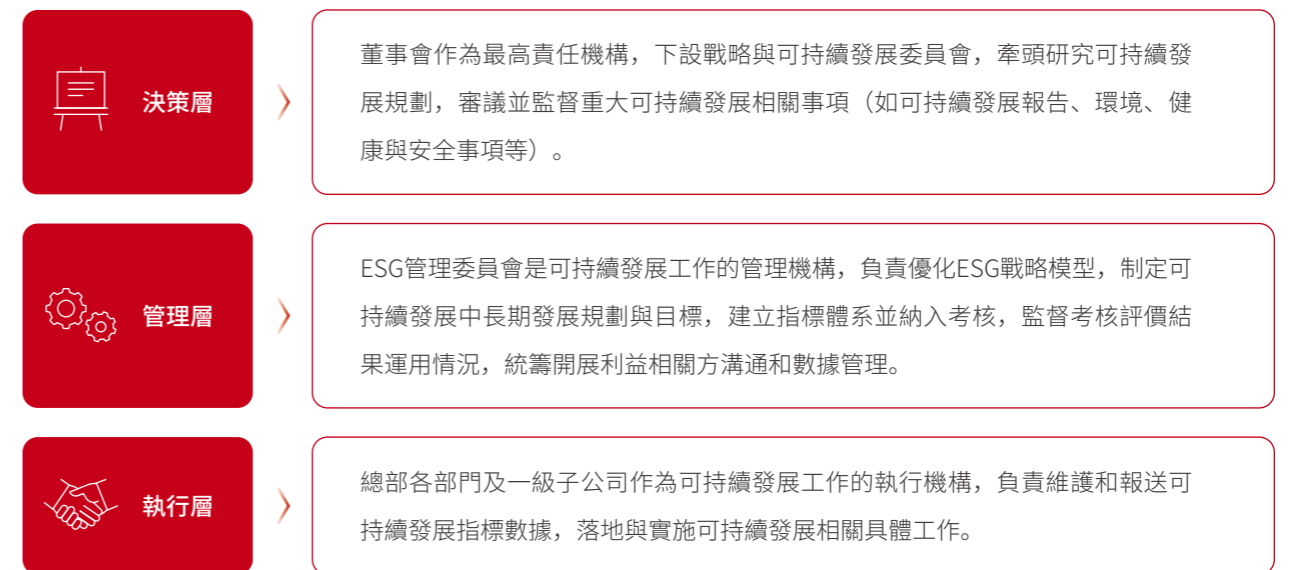 決策層
董事會作為最高責任機構，下設戰略與可持續發展委員會，牽頭研究可持續發
展規劃，審議並監督重大可持續發展相關事項（如可持續發展報告、環境、健
康與安全事項等）。
管理層
ESG管理委員會是可持續發展工作的管理機構，負責優化ESG戰略模型，制定可
持續發展中長期發展規劃與目標，建立指標體系並納入考核，監督考核評價結
果運用情況，統籌開展利益相關方溝通和數據管理。
執行層
總部各部門及一級子公司作為可持續發展工作的執行機構，負責維護和報送可
持續發展指標數據，落地與實施可持續發展相關具體工作。